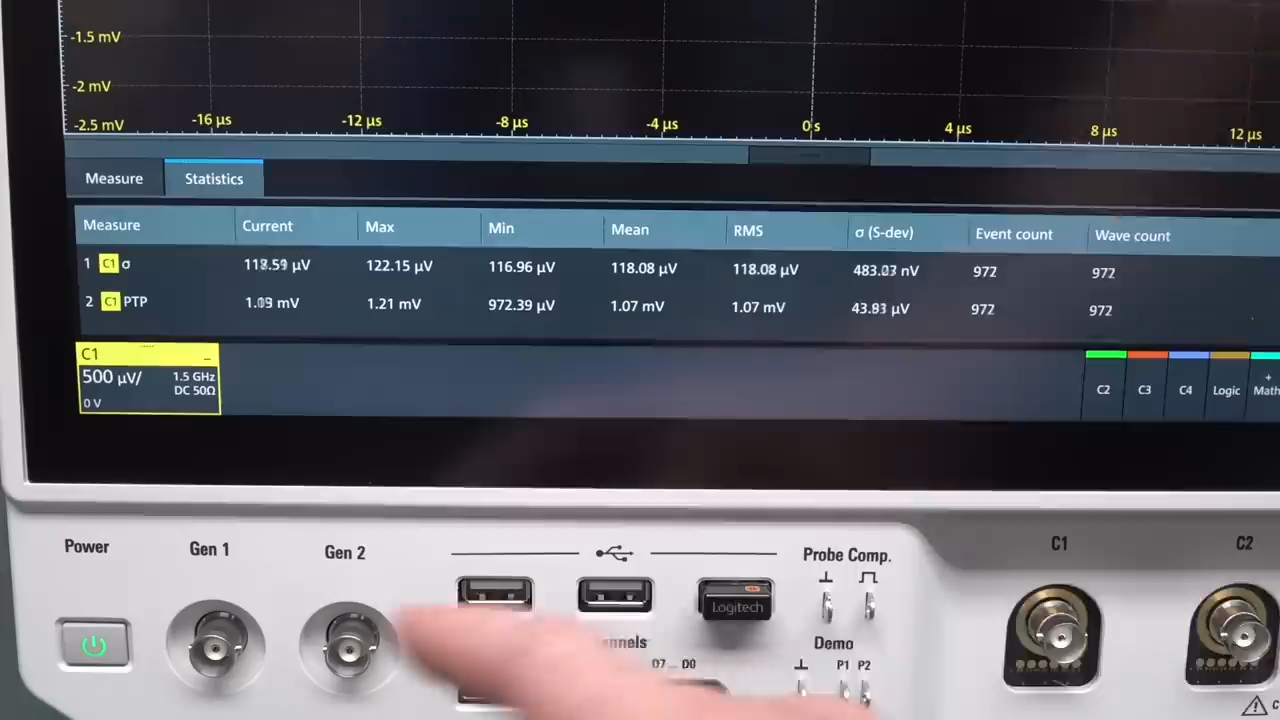 -1.5 mV
-2 mV
-2.5 mV
-16 µs -12 µs -8 µs -4 µs 0 s 4 µs 8 µs 12 µs
Measure Statistics
Measure Current Max Min Mean RMS σ (S-dev) Event count Wave count
1 C1 σ 118.59 µV 122.15 µV 116.96 µV 118.08 µV 118.08 µV 483.03 nV 972 972
2 C1 PTP 1.09 mV 1.21 mV 972.39 µV 1.07 mV 1.07 mV 43.83 µV 972 972
C1
500 µV/ 1.5 GHz
DC 50Ω
0 V
C2 C3 C4 Logic + Math
Power Gen 1 Gen 2 Probe Comp. C1 C2
Logitech
Demo
D7 D0 P1 P2